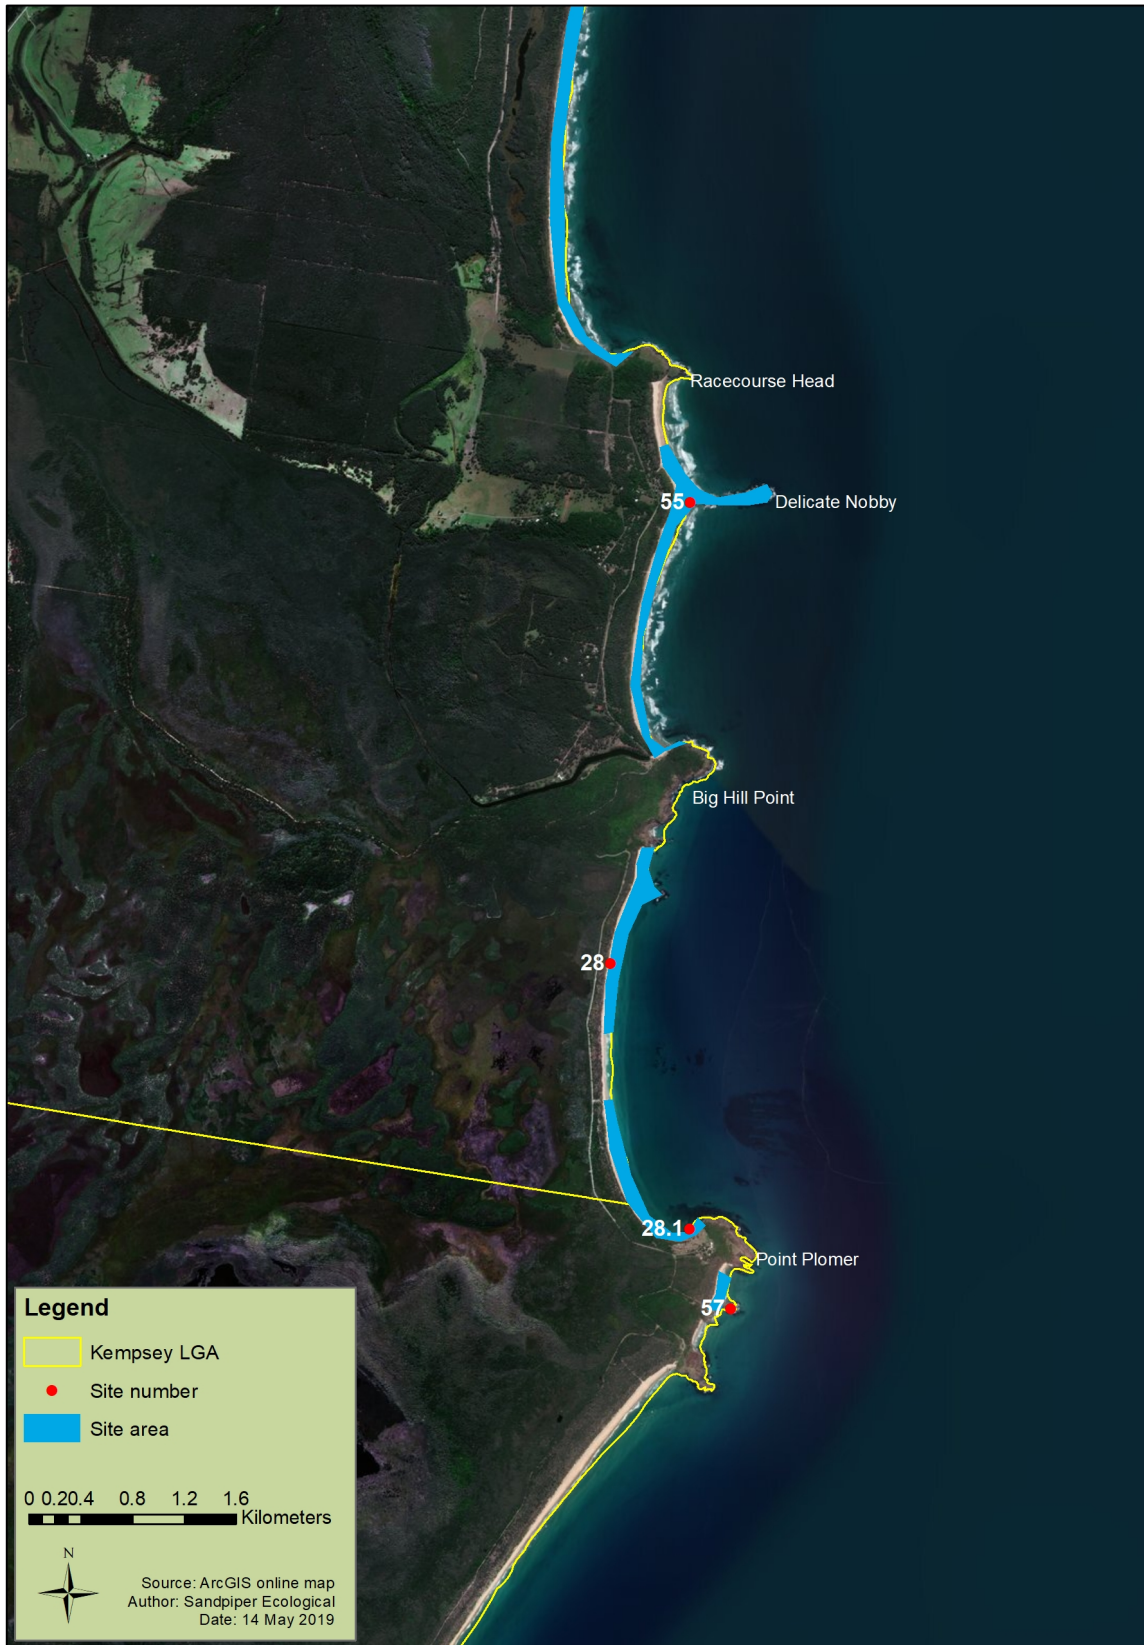 Racecourse Head
55
Delicate Nobby
Big Hill Point
28
28.1
Point Plomer
57
Legend
Kempsey LGA
Site number
Site area
0 0.20.4 0.8 1.2 1.6
Kilometers
N
Source: ArcGIS online map
Author: Sandpiper Ecological
Date: 14 May 2019